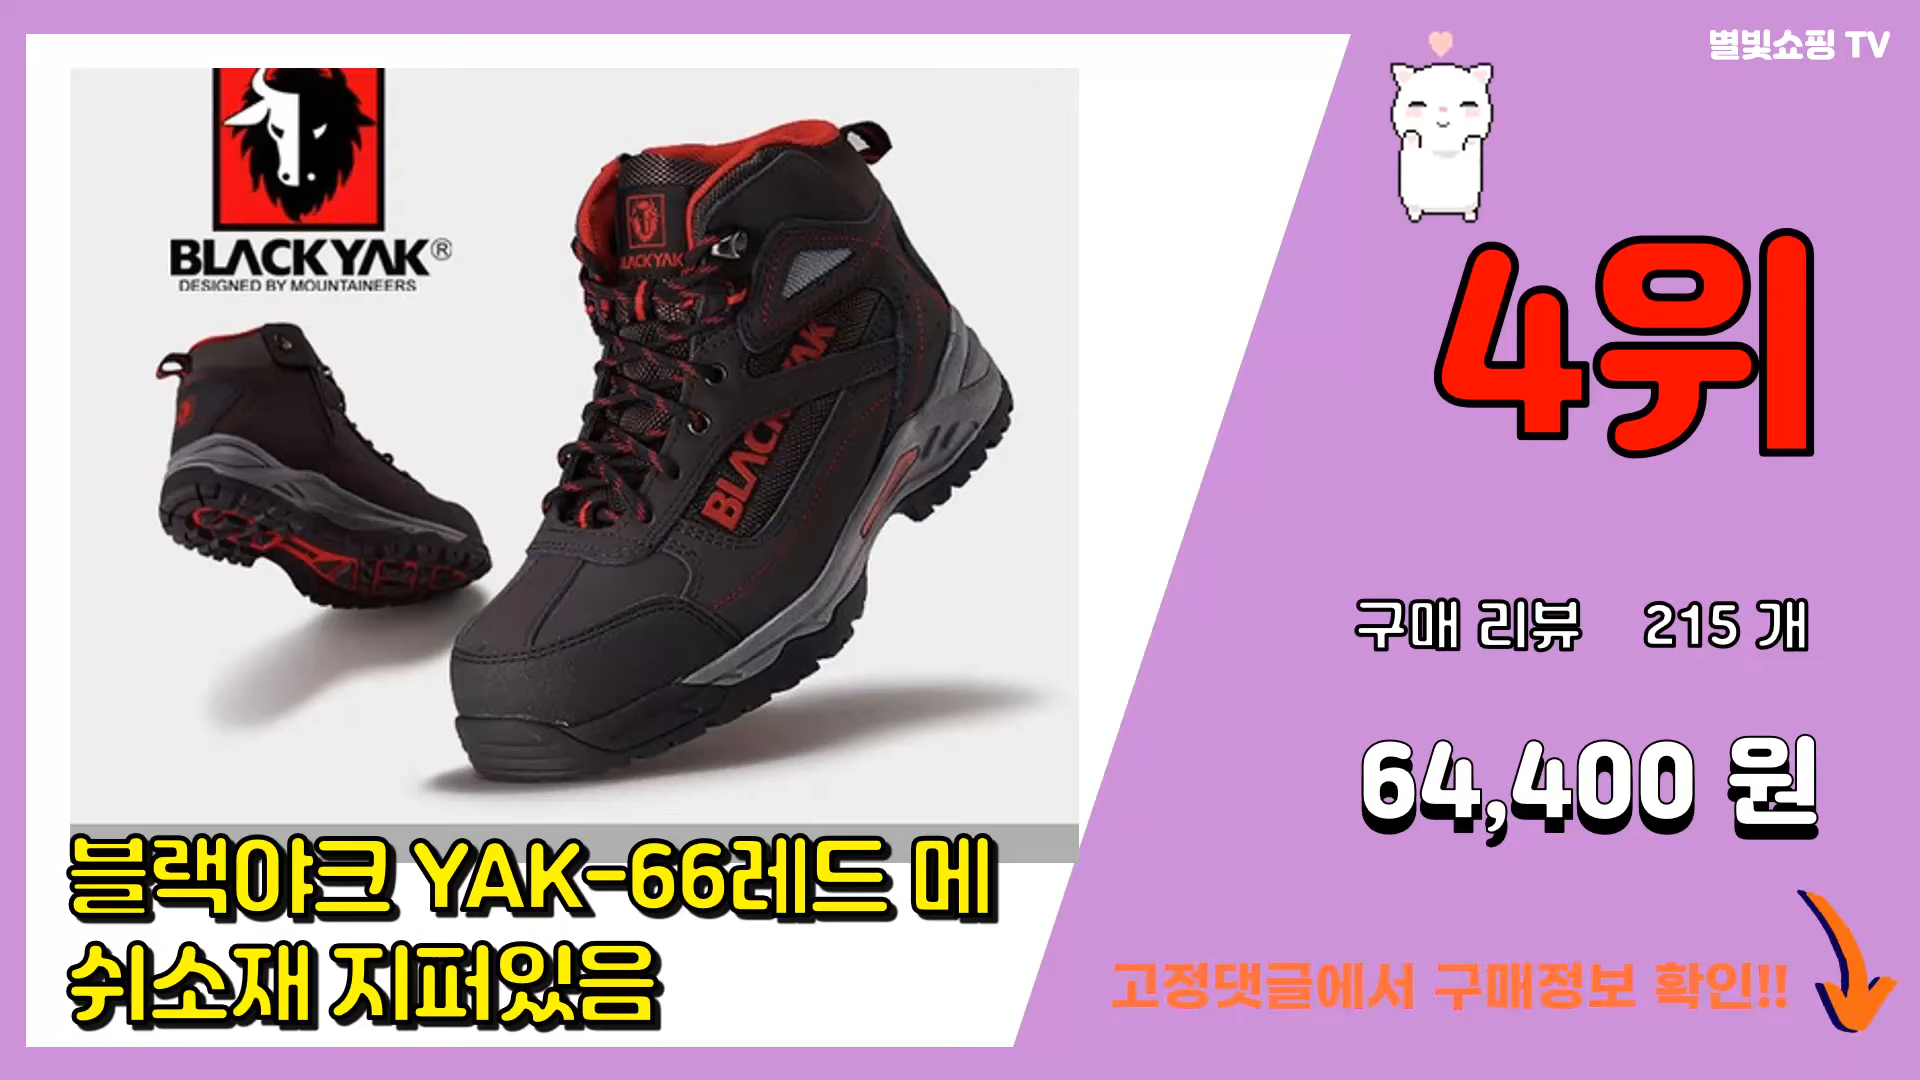 별빛쇼핑 TV
BLACKYAK®
DESIGNED BY MOUNTAINEERS
BLACKYAK
BLACKYAK
4위
구매 리뷰 215 개
64,400 원
블랙야크 YAK-66레드 메
쉬소재 지퍼있음
고정댓글에서 구매정보 확인!!